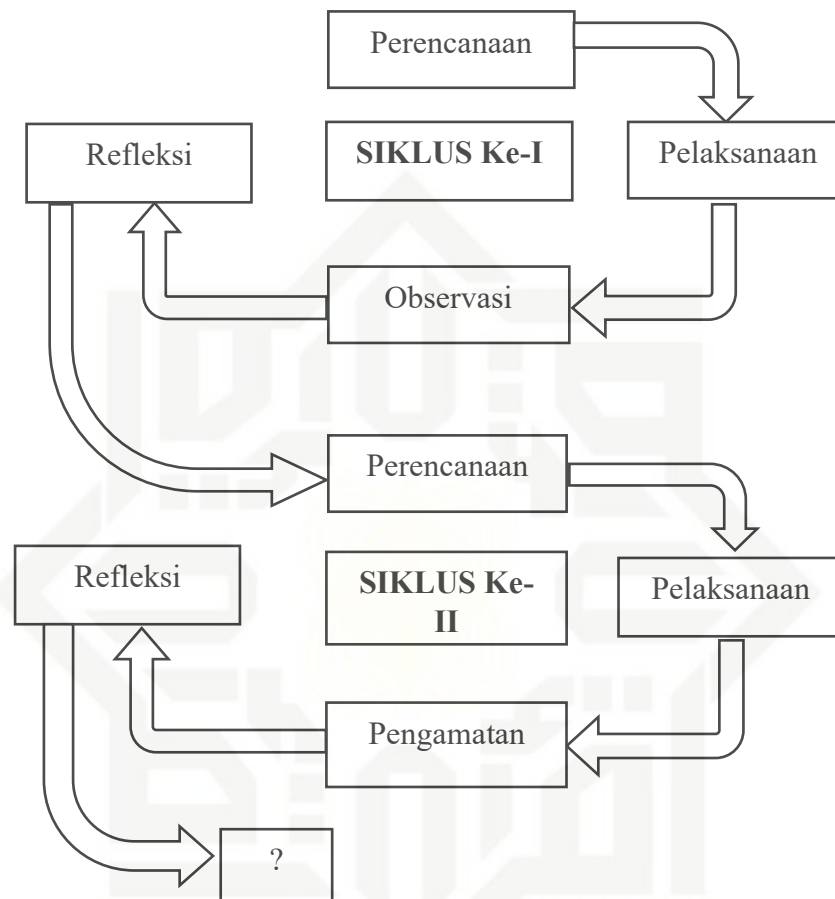 Perencanaan
Refleksi
SIKLUS Ke-I
Pelaksanaan
Observasi
Perencanaan
Refleksi
SIKLUS Ke-
II
Pelaksanaan
Pengamatan
?